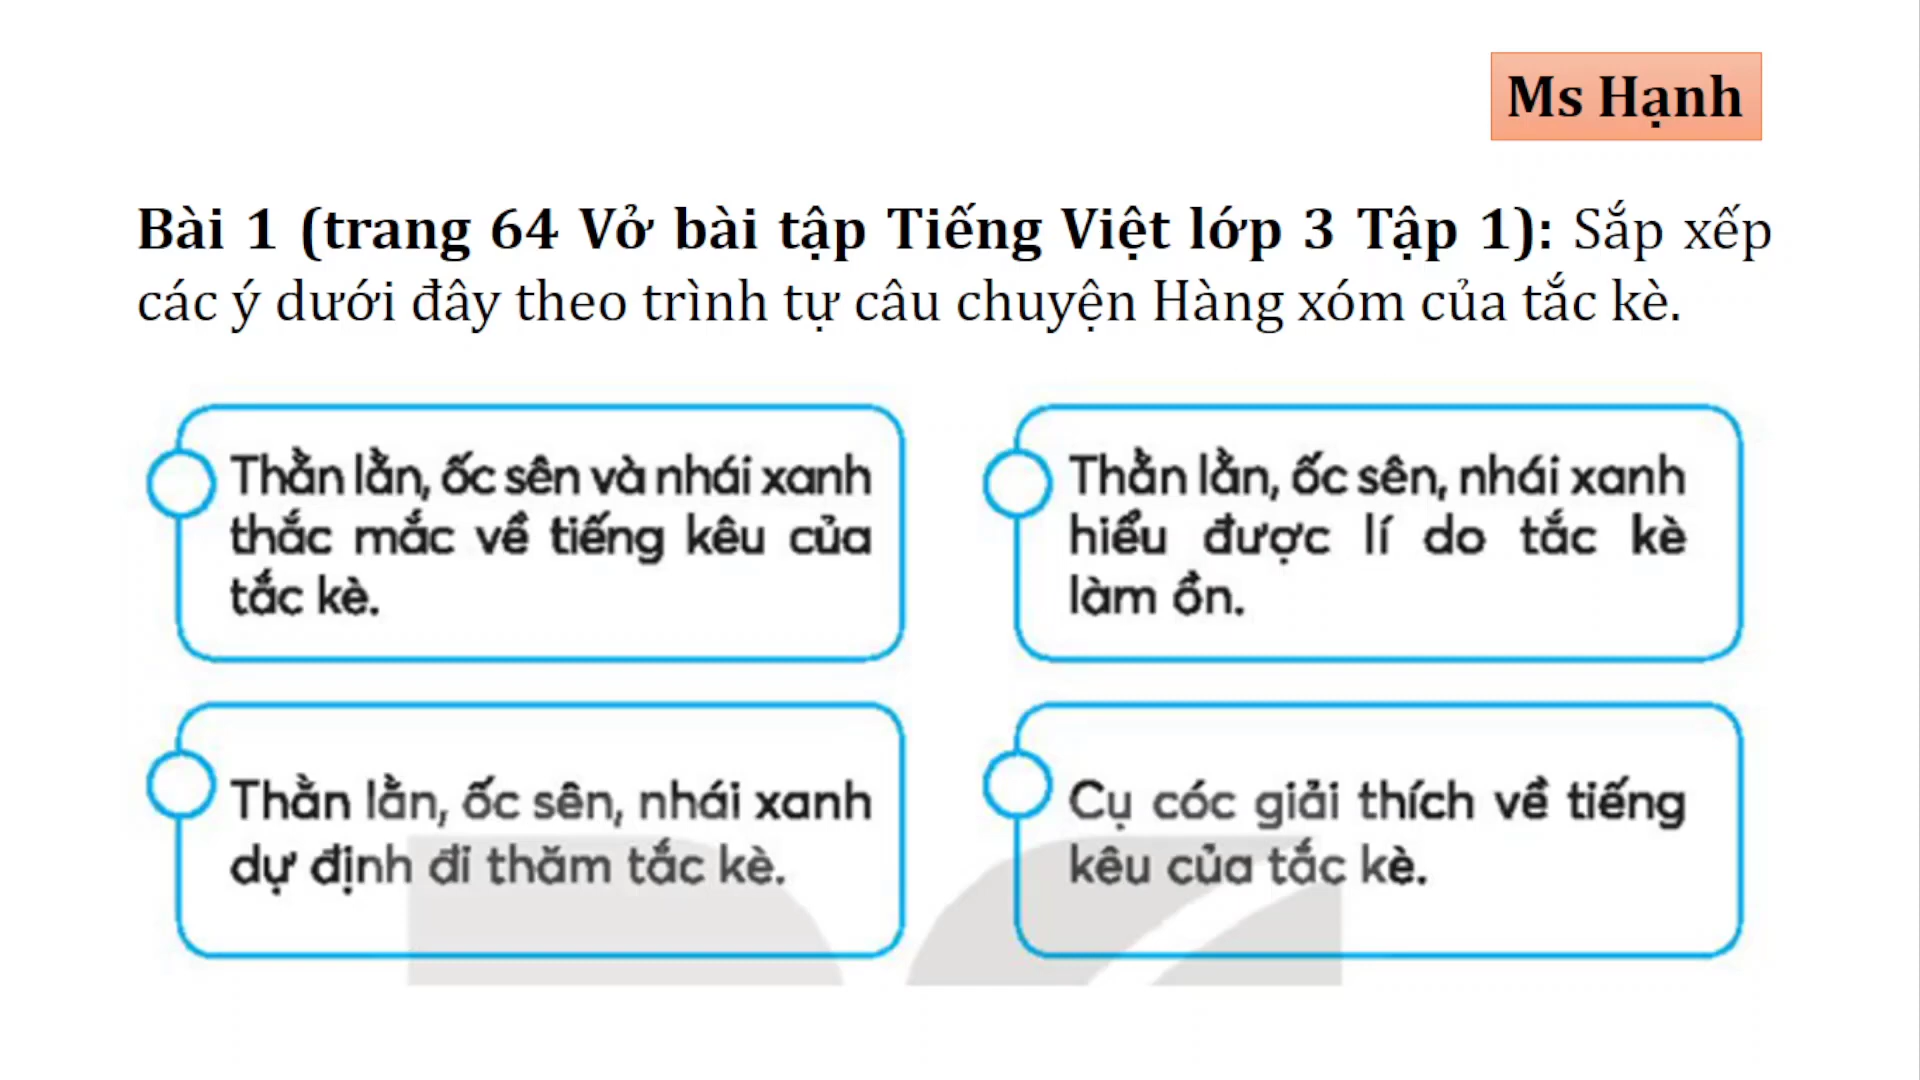 Ms Hạnh
Bài 1 (trang 64 Vở bài tập Tiếng Việt lớp 3 Tập 1): Sắp xếp
các ý dưới đây theo trình tự câu chuyện Hàng xóm của tắc kè.
Thằn lằn, ốc sên và nhái xanh
thắc mắc về tiếng kêu của
tắc kè.
Thằn lằn, ốc sên, nhái xanh
hiểu được lí do tắc kè
làm ồn.
Thằn lằn, ốc sên, nhái xanh
dự định đi thăm tắc kè.
Cụ cóc giải thích về tiếng
kêu của tắc kè.